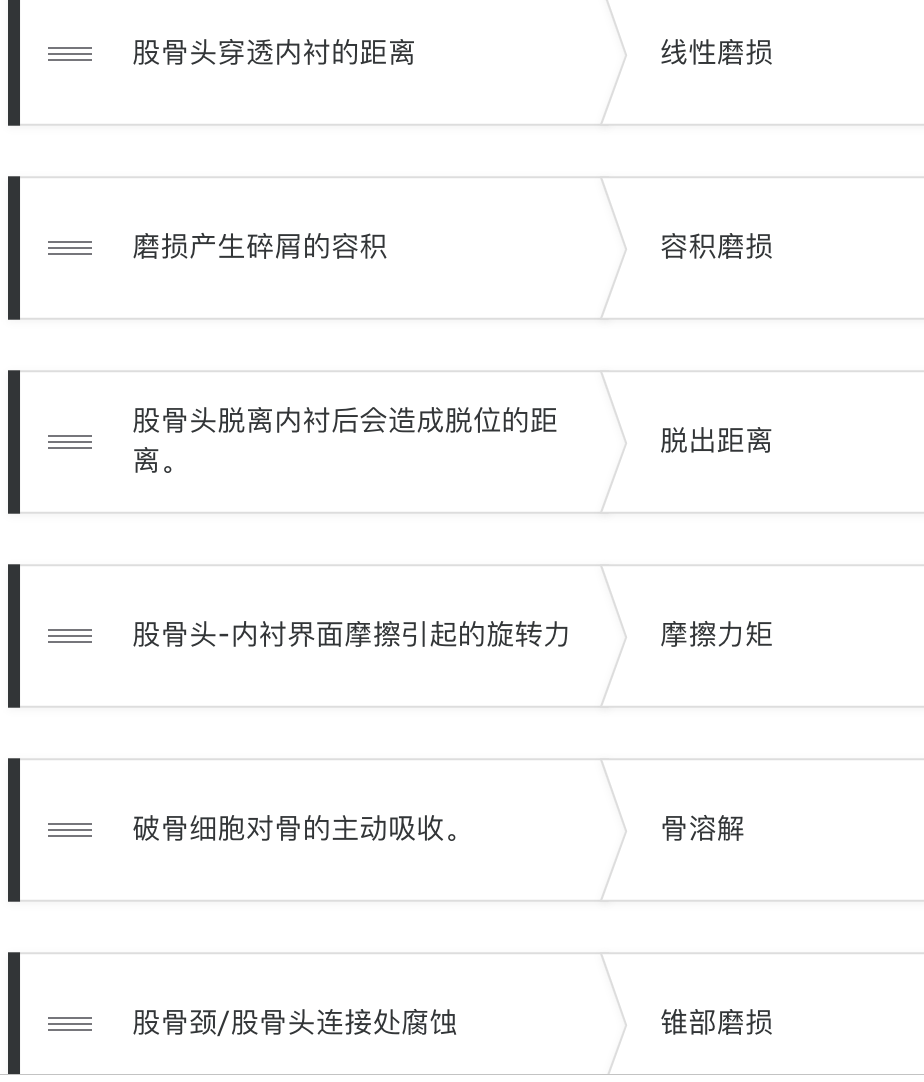 股骨头穿透内衬的距离
线性磨损
磨损产生碎屑的容积
容积磨损
股骨头脱离内衬后会造成脱位的距
离。
脱出距离
股骨头-内衬界面摩擦引起的旋转力
摩擦力矩
破骨细胞对骨的主动吸收。
骨溶解
股骨颈/股骨头连接处腐蚀
锥部磨损